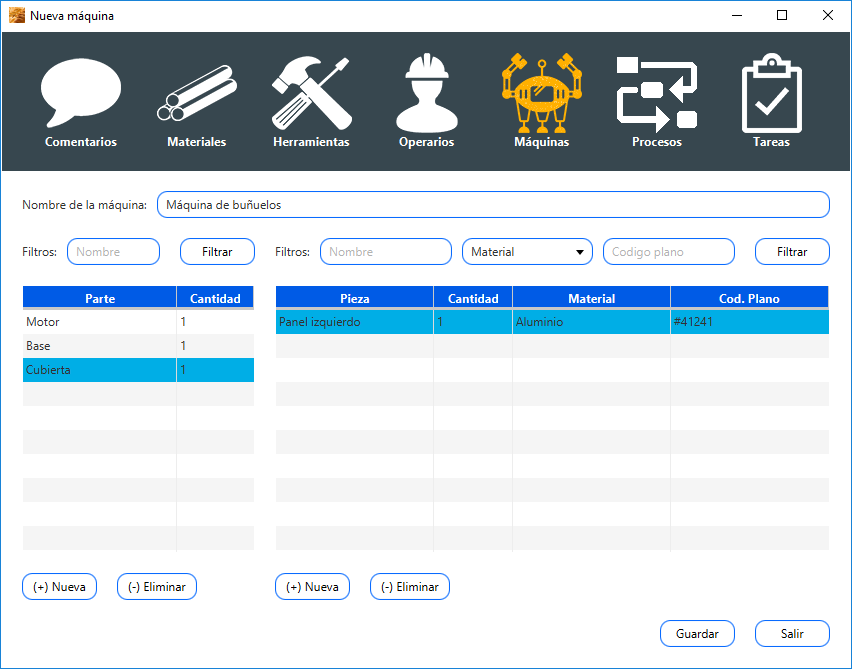 Nueva máquina
Comentarios Materiales Herramientas Operarios Máquinas Procesos Tareas
Nombre de la máquina: Máquina de buñuelos
Filtros: Nombre Filtrar Filtros: Nombre Material Codigo plano Filtrar
Parte Cantidad Pieza Cantidad Material Cod. Plano
Motor 1 Panel izquierdo 1 Aluminio #41241
Base 1
Cubierta 1
(+) Nueva (-) Eliminar (+) Nueva (-) Eliminar
Guardar Salir